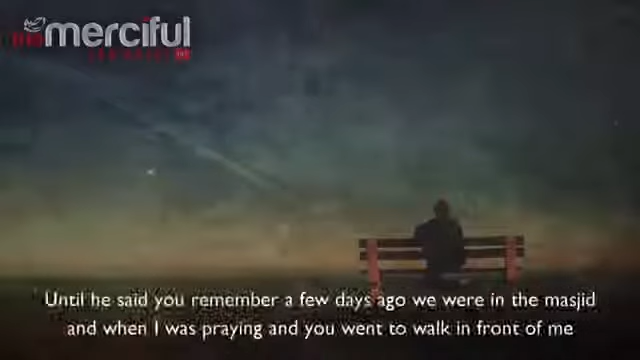 merciful
Until he said you remember a few days ago we were in the masjid
and when I was praying and you went to walk in front of me